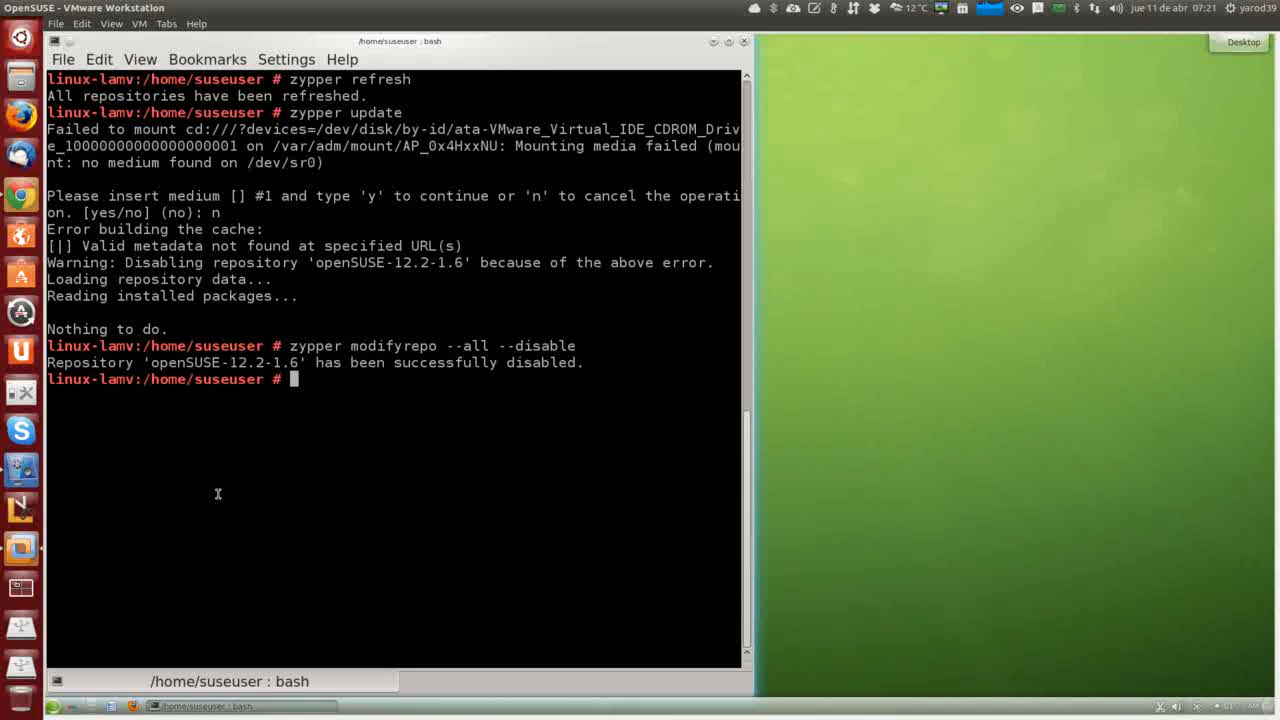 OpenSUSE - VMware Workstation
12°C
jue 11 de abr
07:21
yarod39
File Edit View VM Tabs Help
/home/suseuser : bash
Desktop
File Edit View Bookmarks Settings Help
linux-lamv:/home/suseuser # zypper refresh
All repositories have been refreshed.
linux-lamv:/home/suseuser # zypper update
Failed to mount cd:///?devices=/dev/disk/by-id/ata-VMware_Virtual_IDE_CDROM_Driv
e_10000000000000000001 on /var/adm/mount/AP_0x4HxxNU: Mounting media failed (mou
nt: no medium found on /dev/sr0)
Please insert medium [] #1 and type 'y' to continue or 'n' to cancel the operati
on. [yes/no] (no): n
Error building the cache:
[|] Valid metadata not found at specified URL(s)
Warning: Disabling repository 'openSUSE-12.2-1.6' because of the above error.
Loading repository data...
Reading installed packages...
Nothing to do.
linux-lamv:/home/suseuser # zypper modifyrepo --all --disable
Repository 'openSUSE-12.2-1.6' has been successfully disabled.
linux-lamv:/home/suseuser #
/home/suseuser : bash
/home/suseuser : bash